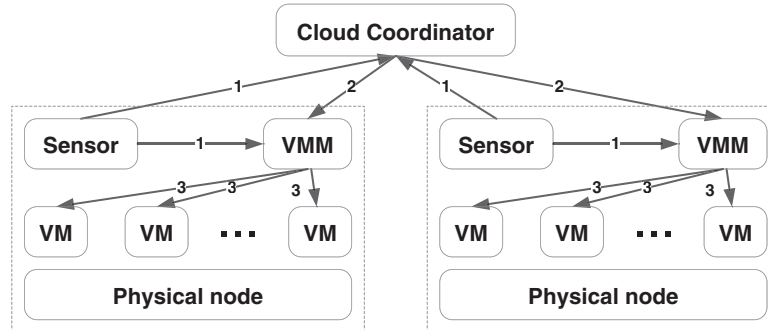 Cloud Coordinator
1 2 1 2
Sensor 1 VMM Sensor 1 VMM
3 3 3 3 3 3
VM VM ... VM VM VM ... VM
Physical node Physical node